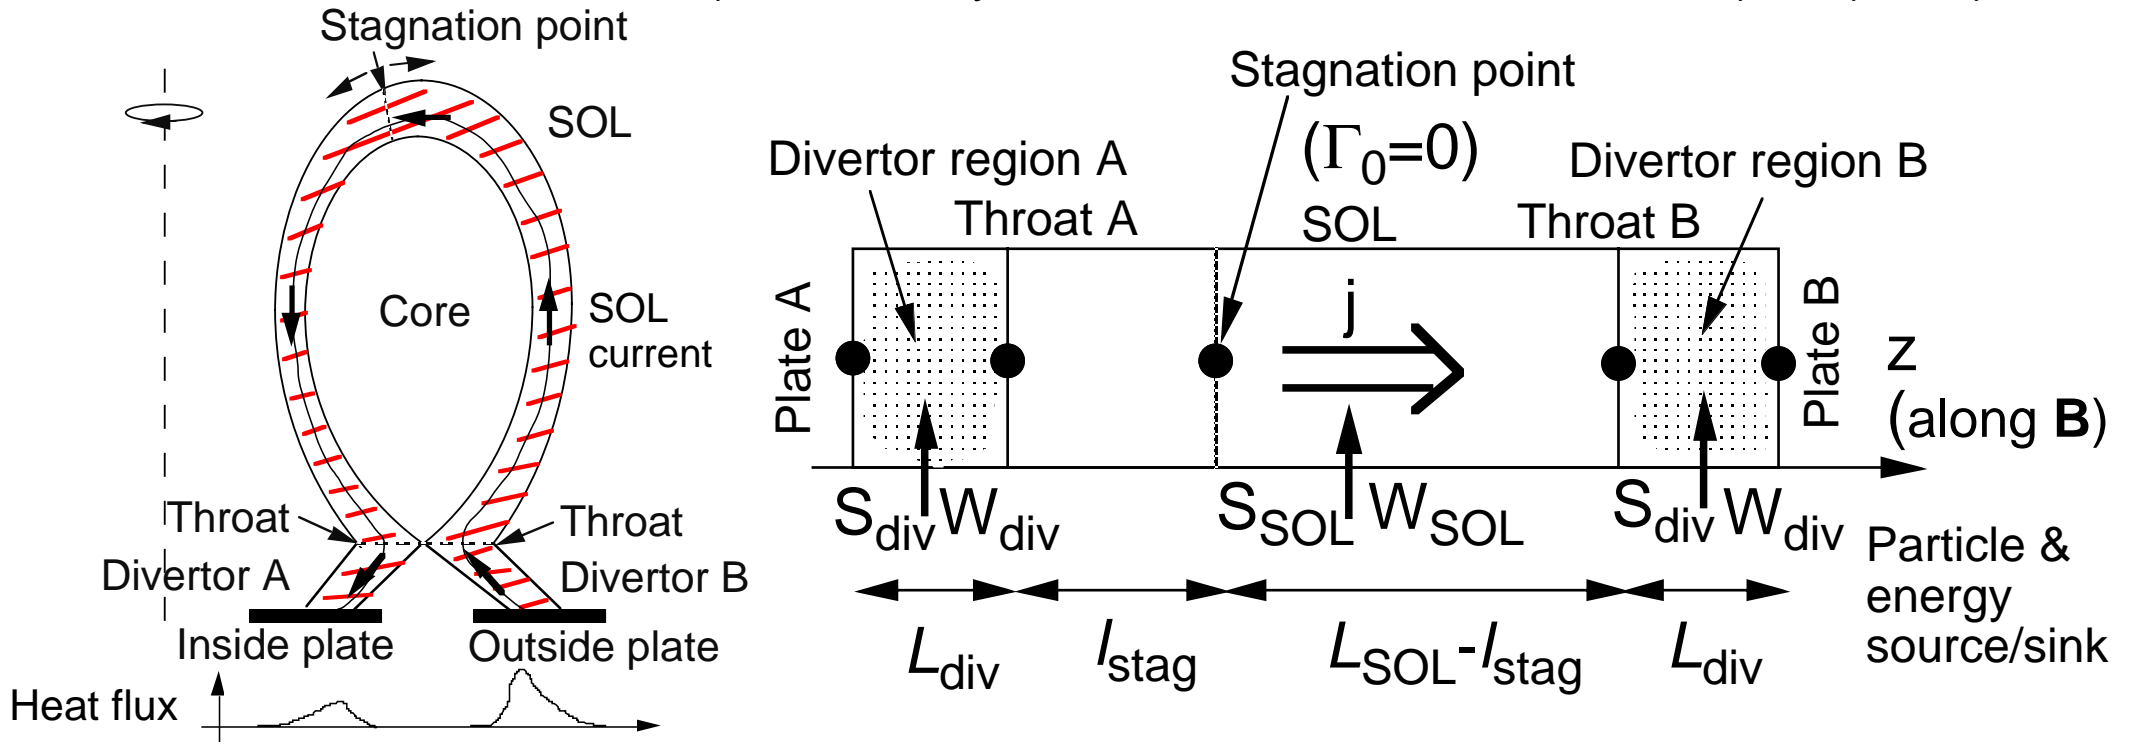 Stagnation point
SOL
Core
SOL
current
Throat
Throat
Divertor A
Divertor B
Inside plate
Outside plate
Heat flux
Stagnation point
(Γ0=0)
Divertor region A
Divertor region B
Throat A
SOL
Throat B
Plate A
j
Plate B
z
(along B)
Sdiv Wdiv
SSOL WSOL
Sdiv Wdiv
Particle &
energy
source/sink
Ldiv
lstag
LSOL-lstag
Ldiv